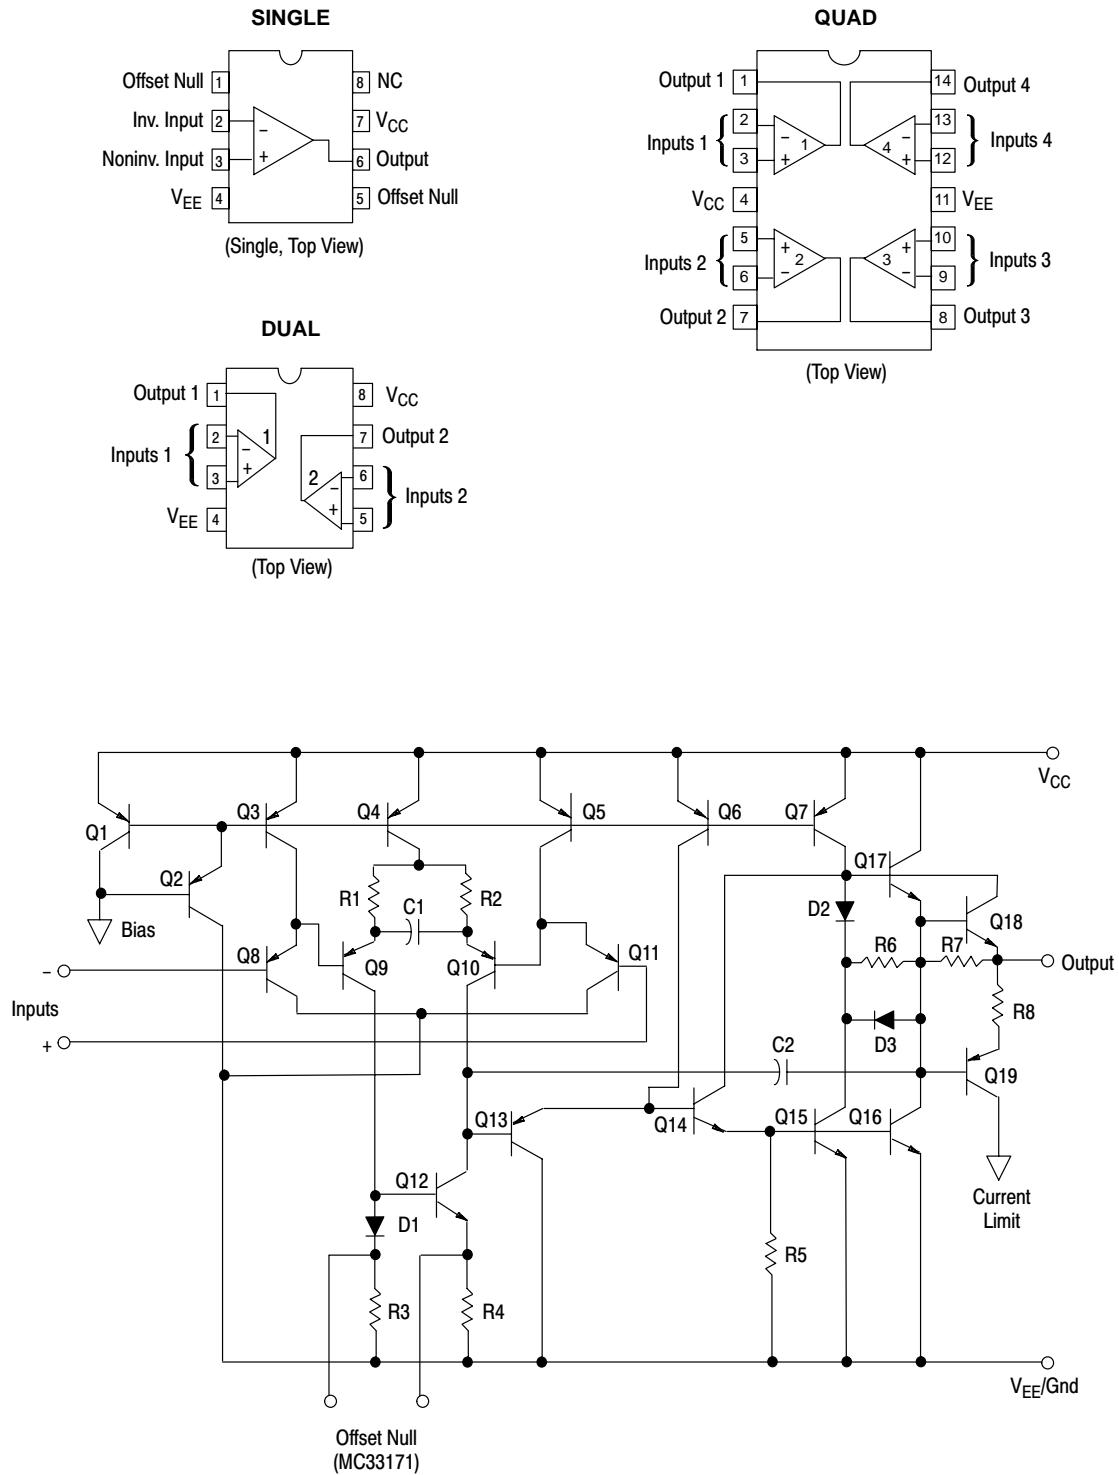 SINGLE
Offset Null 1
8 NC
Inv. Input 2
7 VCC
−
Noninv. Input 3
+
6 Output
VEE 4
5 Offset Null
(Single, Top View)
QUAD
Output 1 1
14 Output 4
Inputs 1 { 2
− 1
− 4
13 } Inputs 4
3 +
+ 12
VCC 4
11 VEE
Inputs 2 { 5
+ 2
+ 3
10 } Inputs 3
6 −
− 9
Output 2 7
8 Output 3
(Top View)
DUAL
Output 1 1
8 VCC
Inputs 1 { 2
− 1
7 Output 2
3 +
2 −
6 } Inputs 2
VEE 4
+ 5
(Top View)
VCC
Q1
Q3
Q4
Q5
Q6
Q7
Q2
Bias
R1
C1
R2
Q17
D2
Q18
−
Q8
Q9
Q10
Q11
R6
R7
Output
Inputs
+
D3
R8
C2
Q19
Q13
Q14
Q15
Q16
Q12
D1
Current
Limit
R5
R3
R4
VEE/Gnd
Offset Null
(MC33171)